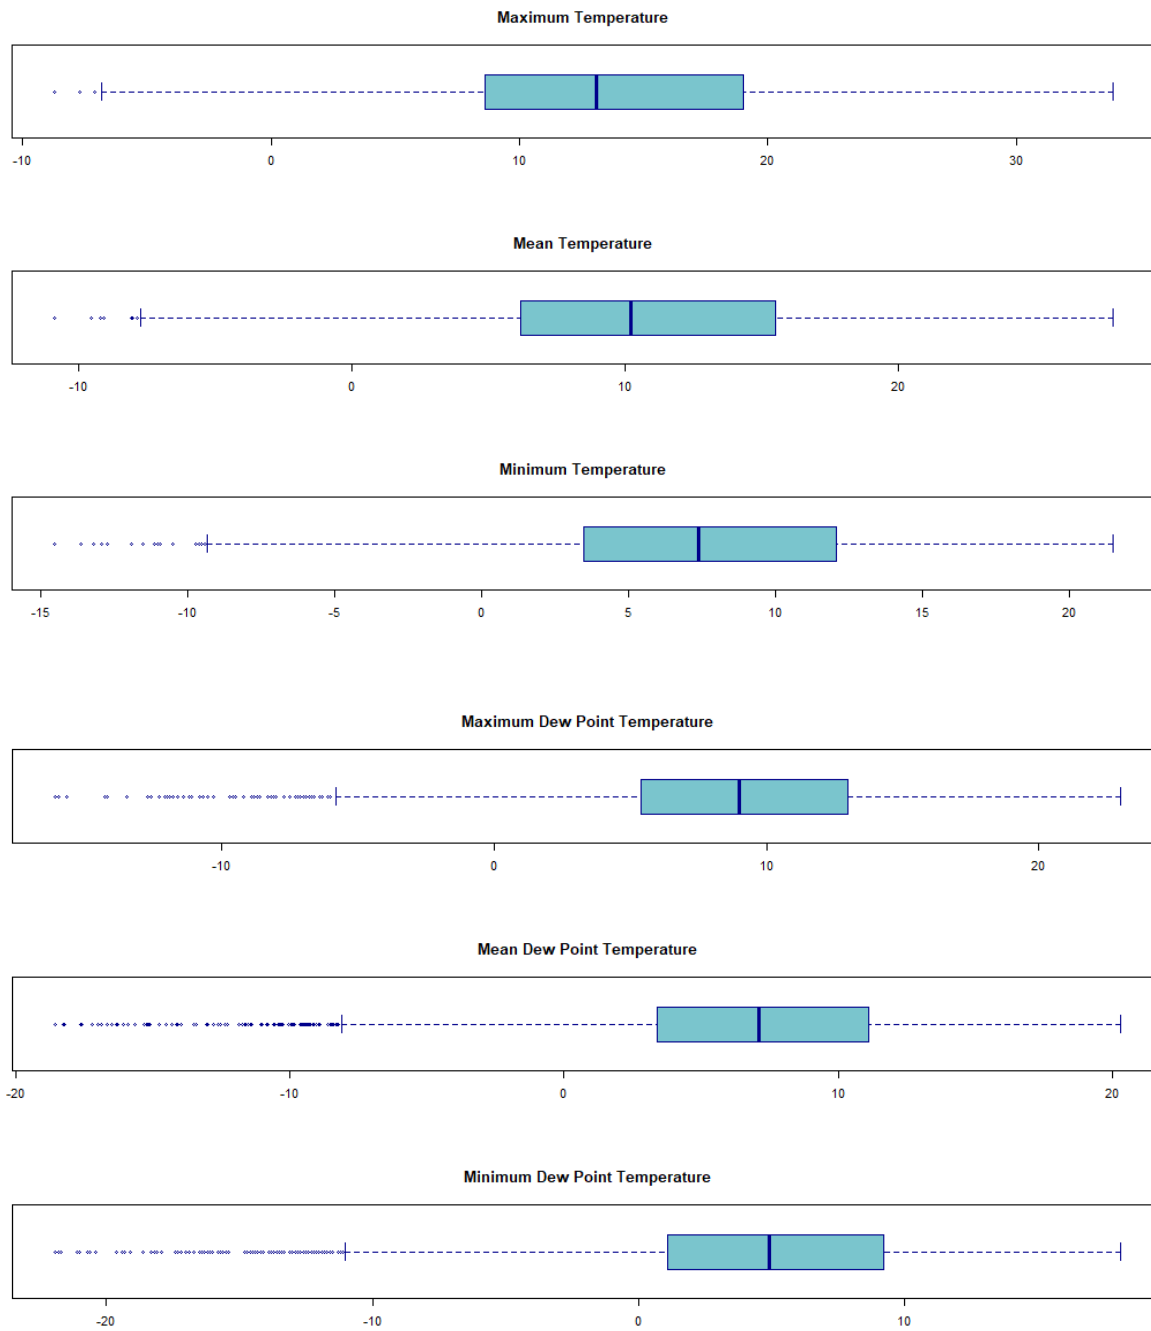 Maximum Temperature
-10 0 10 20 30
Mean Temperature
-10 0 10 20
Minimum Temperature
-15 -10 -5 0 5 10 15 20
Maximum Dew Point Temperature
-10 0 10 20
Mean Dew Point Temperature
-20 -10 0 10 20
Minimum Dew Point Temperature
-20 -10 0 10